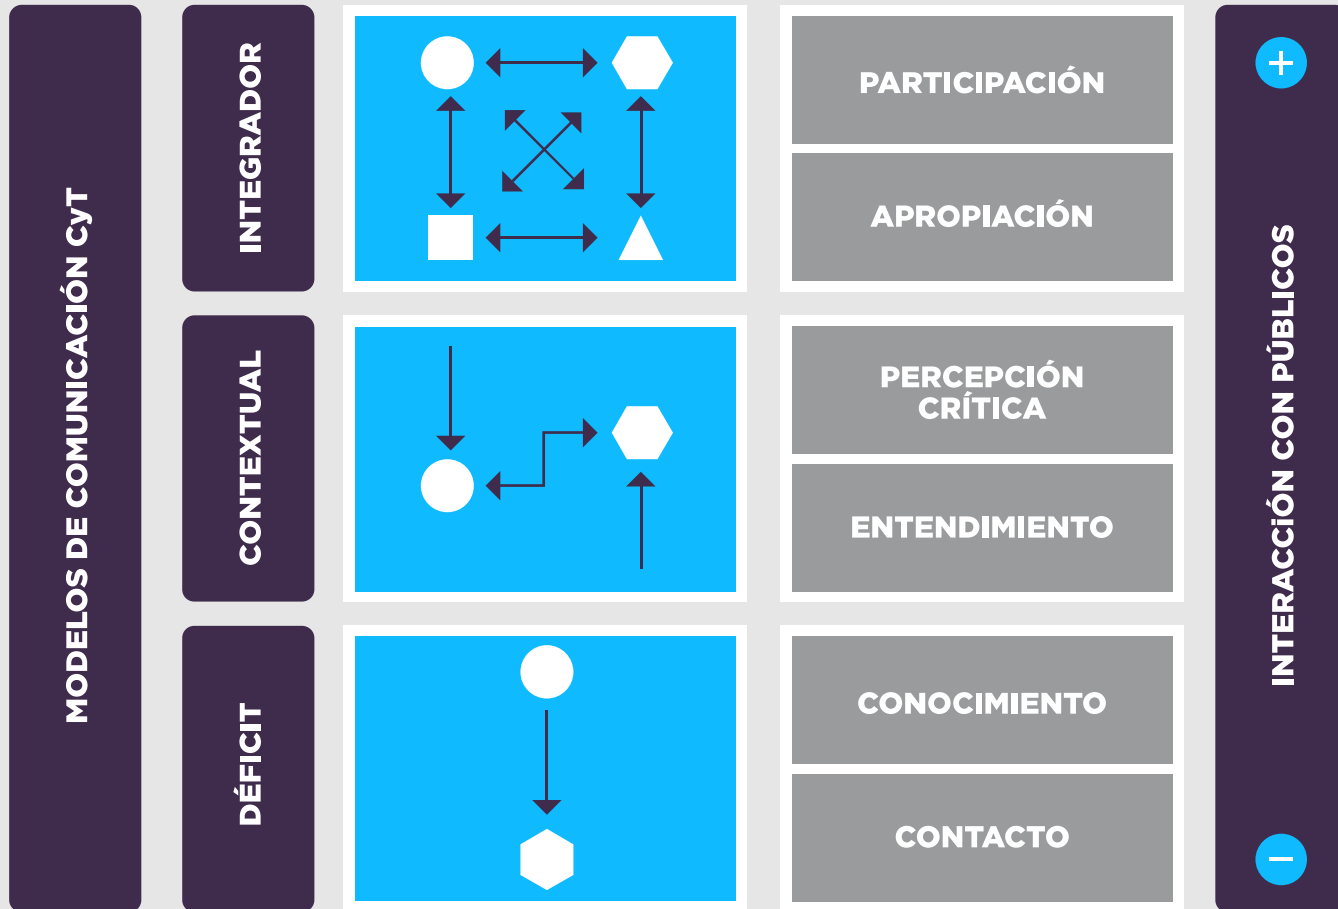 MODELOS DE COMUNICACIÓN CyT
INTEGRADOR
PARTICIPACIÓN
APROPIACIÓN
CONTEXTUAL
PERCEPCIÓN
CRÍTICA
ENTENDIMIENTO
DÉFICIT
CONOCIMIENTO
CONTACTO
+
INTERACCiÓN CON PÚBLICOS
−